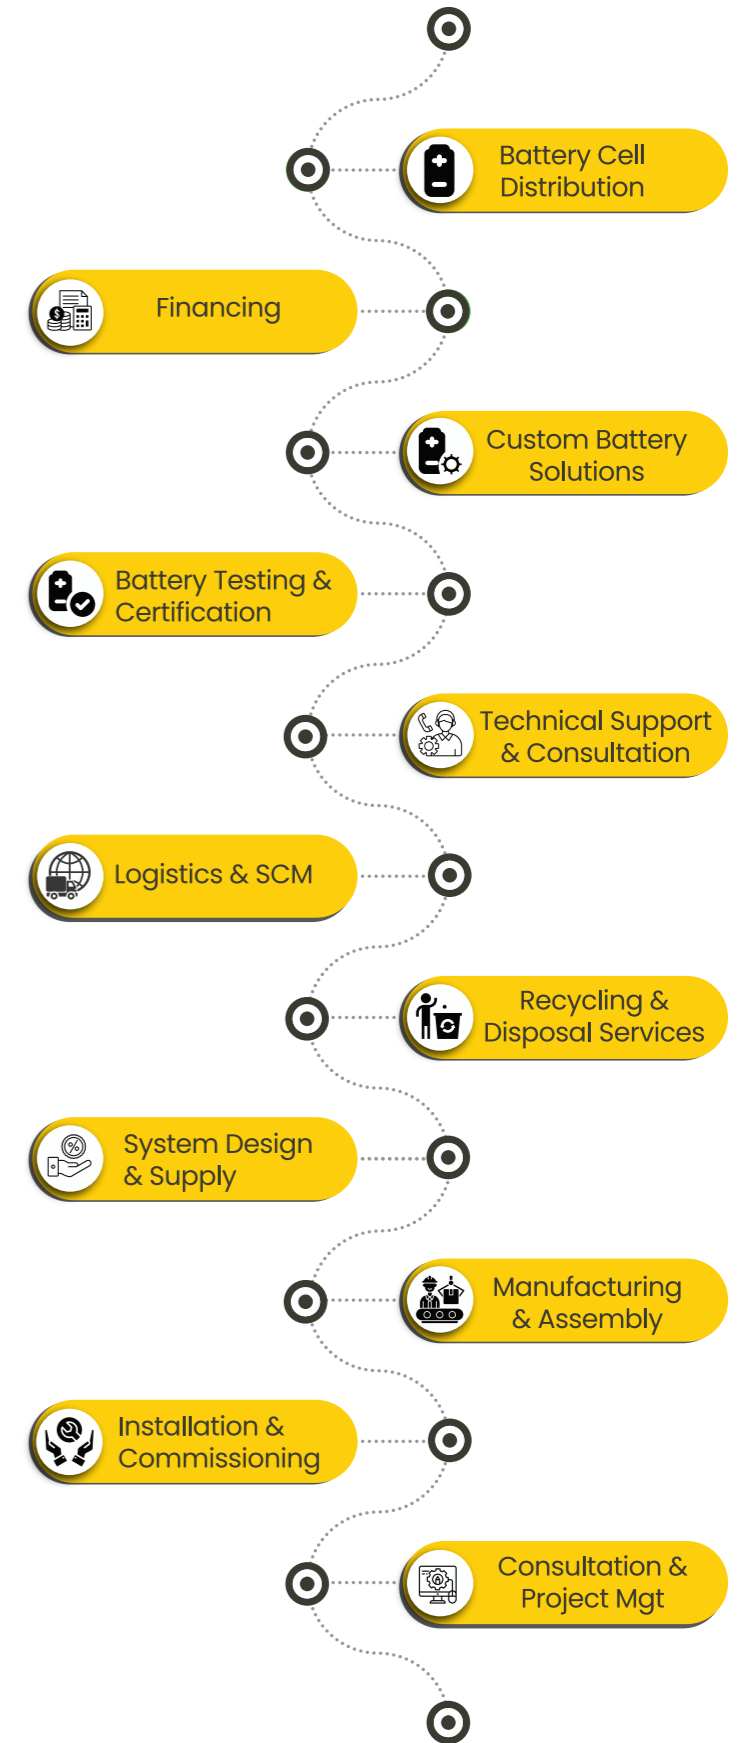 Battery Cell
Distribution
Financing
Custom Battery
Solutions
Battery Testing &
Certification
Technical Support
& Consultation
Logistics & SCM
Recycling &
Disposal Services
System Design
& Supply
Manufacturing
& Assembly
Installation &
Commissioning
Consultation &
Project Mgt